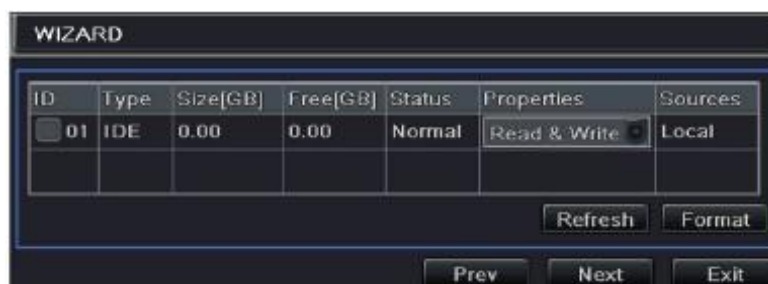 WIZARD
ID Type Size[GB] Free[GB] Status Properties Sources
01 IDE 0.00 0.00 Normal Read & Write Local
Refresh Format
Prev Next Exit